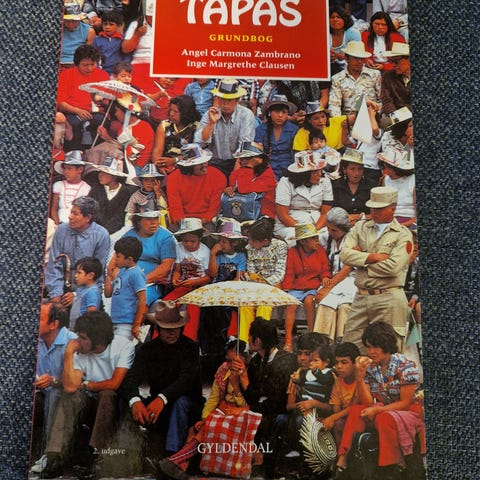 TAPAS
GRUNDBOG
Angel Carmona Zambrano
Inge Margrethe Clausen
2. udgave
GYLDENDAL